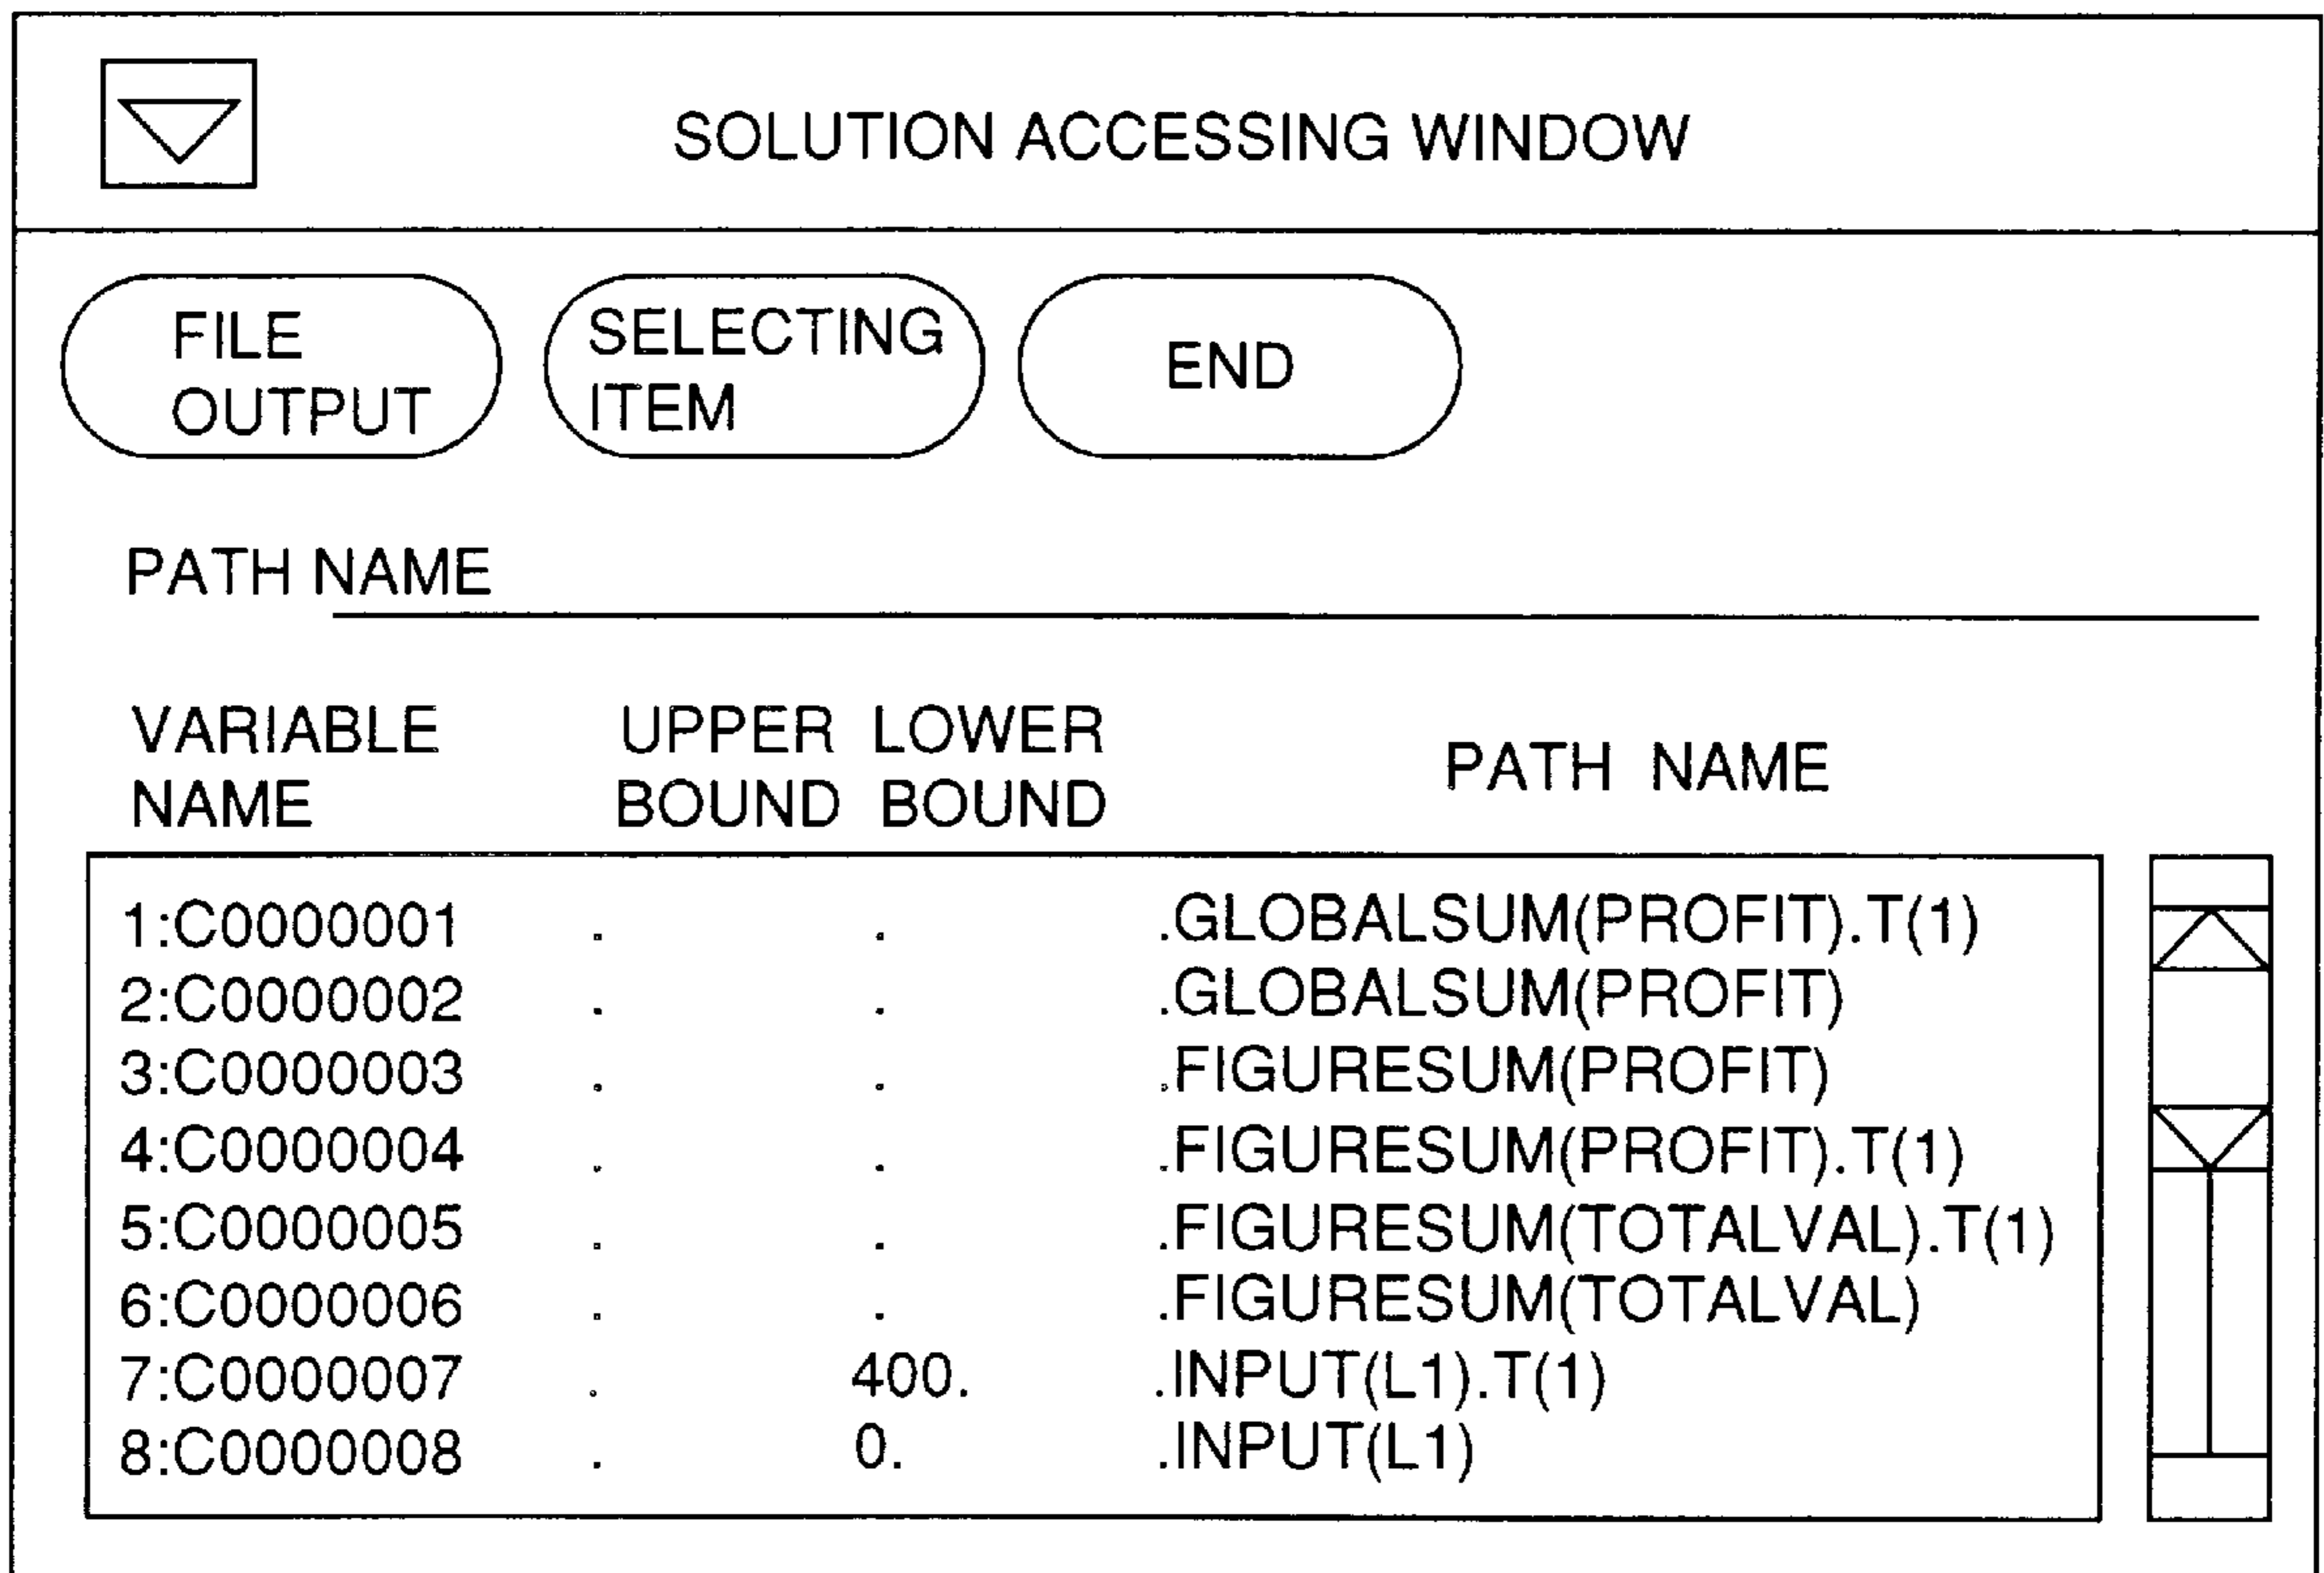 SOLUTION ACCESSING WINDOW
FILE
OUTPUT
SELECTING
ITEM
END
PATH NAME
VARIABLE
NAME
UPPER
BOUND
LOWER
BOUND
PATH NAME
1:C0000001 . . .GLOBALSUM(PROFIT).T(1)
2:C0000002 . . .GLOBALSUM(PROFIT)
3:C0000003 . . .FIGURESUM(PROFIT)
4:C0000004 . . .FIGURESUM(PROFIT).T(1)
5:C0000005 . . .FIGURESUM(TOTALVAL).T(1)
6:C0000006 . . .FIGURESUM(TOTALVAL)
7:C0000007 . 400. .INPUT(L1).T(1)
8:C0000008 . 0. .INPUT(L1)